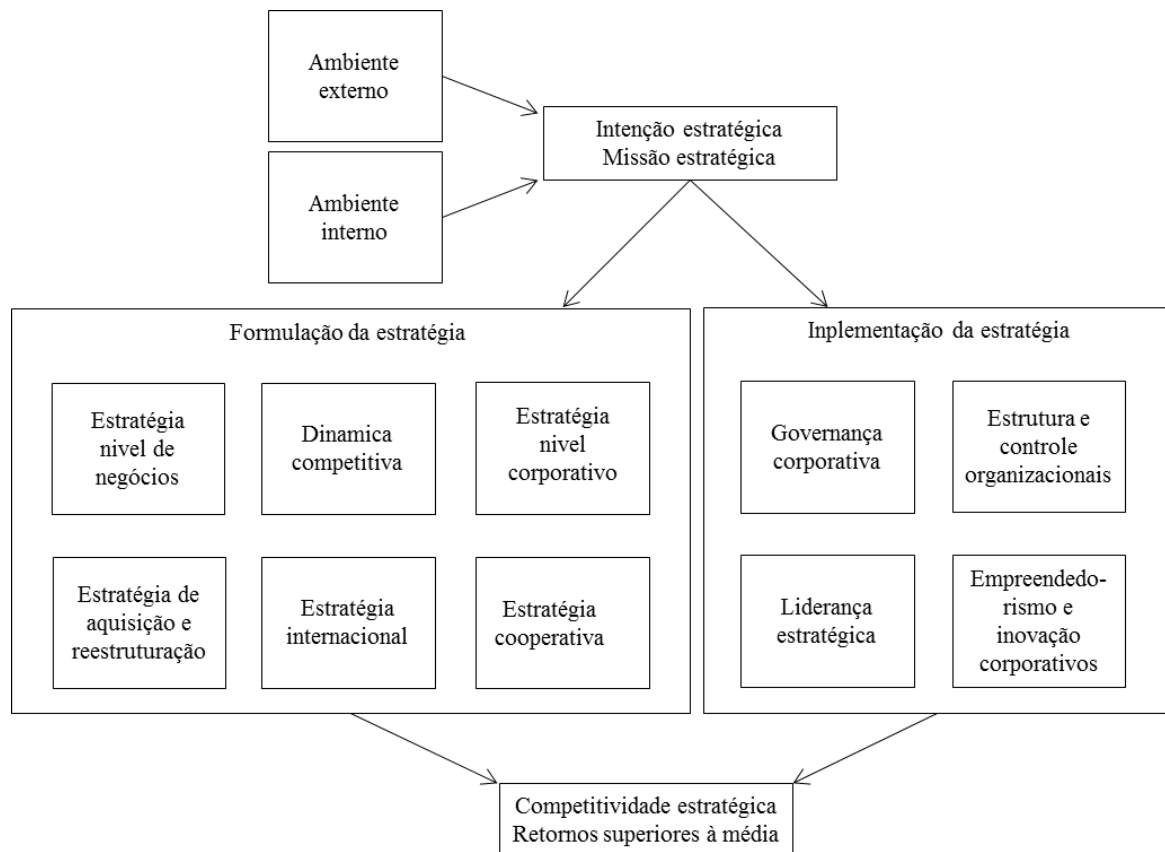 Ambiente
externo
Intenção estratégica
Missão estratégica
Ambiente
interno
Formulação da estratégia
Estratégia
nivel de
negócios
Dinamica
competitiva
Estratégia
nivel
corporativo
Estratégia de
aquisição e
reestruturação
Estratégia
internacional
Estratégia
cooperativa
Inplementação da estratégia
Governança
corporativa
Estrutura e
controle
organizacionais
Liderança
estratégica
Empreendedo-
rismo e
inovação
corporativos
Competitividade estratégica
Retornos superiores à média